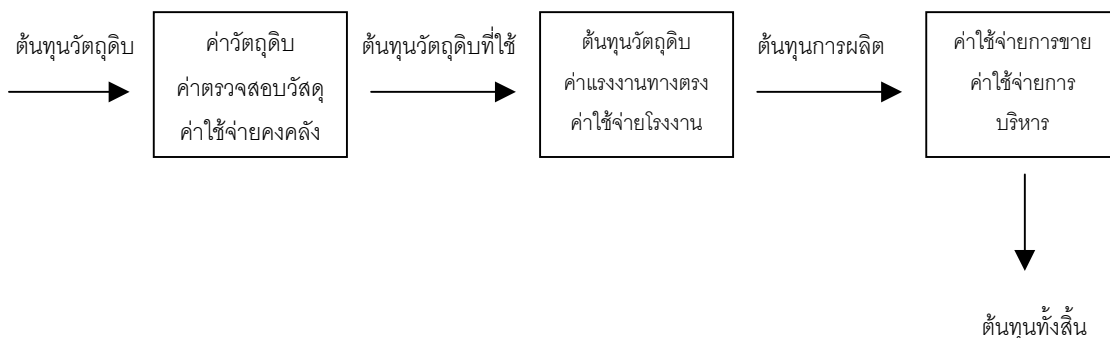 ต้นทุนวัตถุดิบ
ค่าวัตถุดิบ
ค่าตรวจสอบวัสดุ
ค่าใช้จ่ายคงคลัง
ต้นทุนวัตถุดิบที่ใช้
ต้นทุนวัตถุดิบ
ค่าแรงงานทางตรง
ค่าใช้จ่ายโรงงาน
ต้นทุนการผลิต
ค่าใช้จ่ายการขาย
ค่าใช้จ่ายการ
บริหาร
ต้นทุนทั้งสิ้น